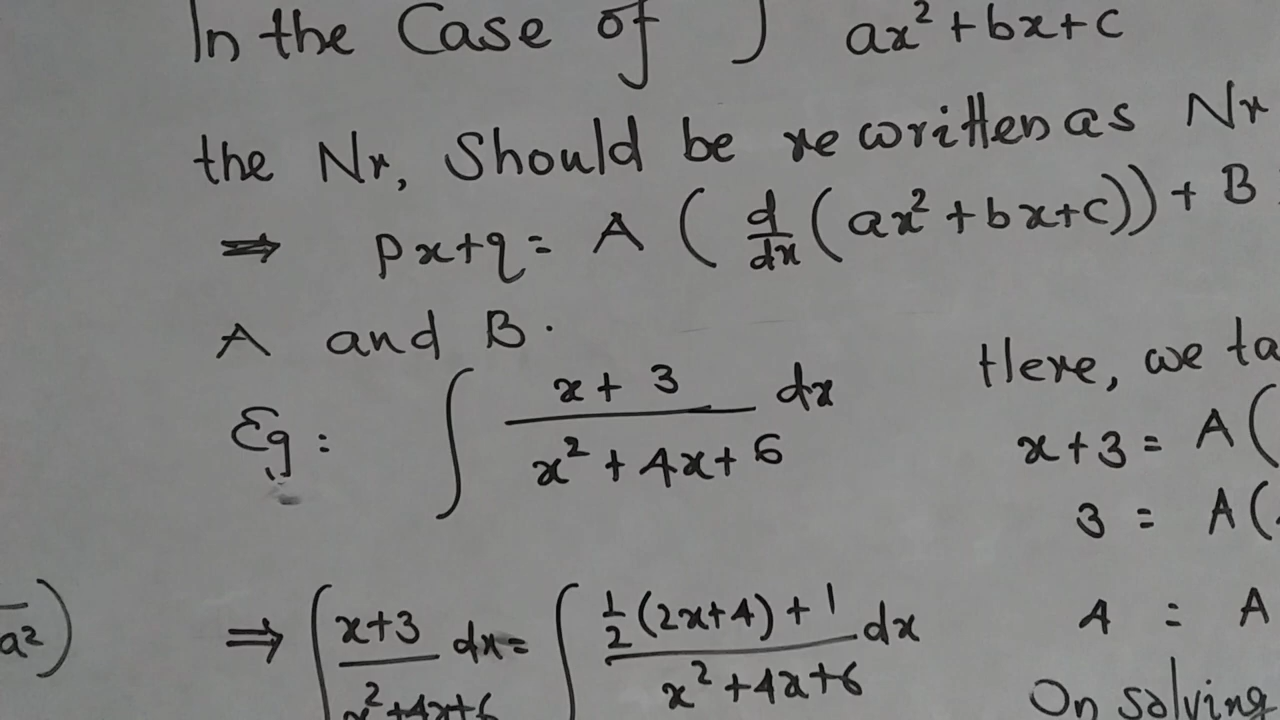 In the Case of ∫ ax² + bx + c
the Nr, Should be rewritten as Nr
⇒ px+q = A ( d/dx (ax² + bx + c)) + B
A and B.
Eg: ∫ x + 3 / x² + 4x + 6 dx
Here, we ta
x + 3 = A (
3 = A (
4 = A
a²)
⇒ ∫ x+3 / x²+4x+6 dx = ∫ ½ (2x+4) + 1 / x² + 4x + 6 dx
On solving